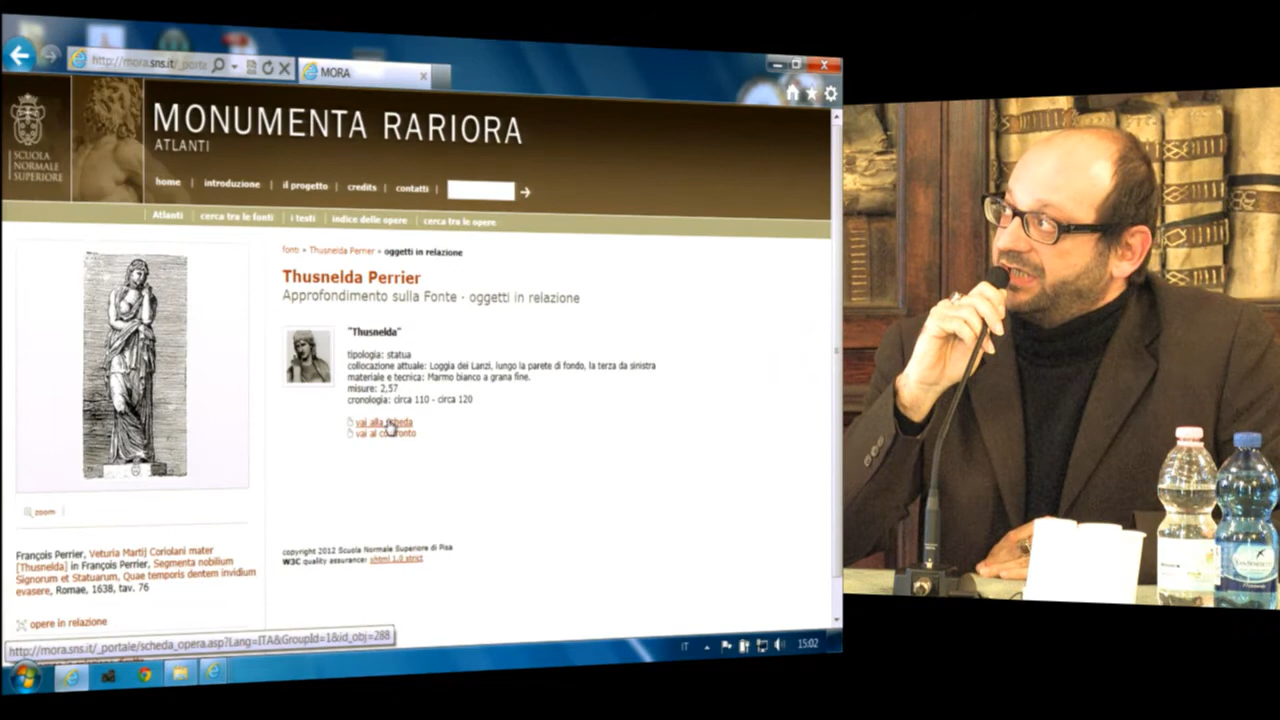 http://mora.sns.it/_porta
MORA
MONUMENTA RARIORA
ATLANTI
SCUOLA
NORMALE
SUPERIORE
home | introduzione | il progetto | credits | contatti |
Atlanti | cerca tra le fonti | i testi | indice delle opere | cerca tra le opere
fonti » Thusnelda Perrier » oggetti in relazione
Thusnelda Perrier
Approfondimento sulla Fonte - oggetti in relazione
"Thusnelda"
tipologia: statua
collocazione attuale: Loggia dei Lanzi, lungo la parete di fondo, la terza da sinistra
materiale e tecnica: Marmo bianco a grana fine.
misure: 2,57
cronologia: circa 110 - circa 120
vai alla scheda
vai al confronto
zoom
François Perrier, Veturia Martij Coriolani mater
[Thusnelda] in François Perrier, Segmenta nobilium
Signorum et Statuarum, Quae temporis dentem invidium
evasere, Romae, 1638, tav. 76
opere in relazione
copyright 2012 Scuola Normale Superiore di Pisa
W3C quality assurance: xhtml 1.0 strict
http://mora.sns.it/_portale/scheda_opera.asp?Lang=ITA&GroupId=1&id_obj=288
IT
15:02